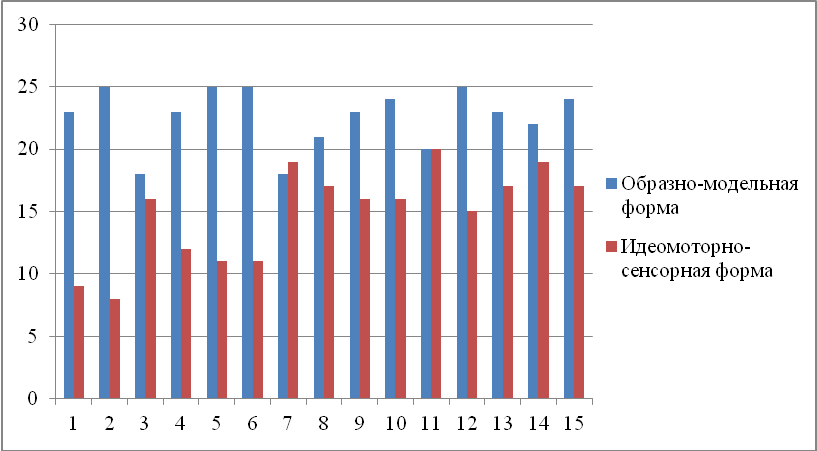 30
25
20
15
10
5
0
1 2 3 4 5 6 7 8 9 10 11 12 13 14 15
Образно-модельная
форма
Идеомоторно-
сенсорная форма